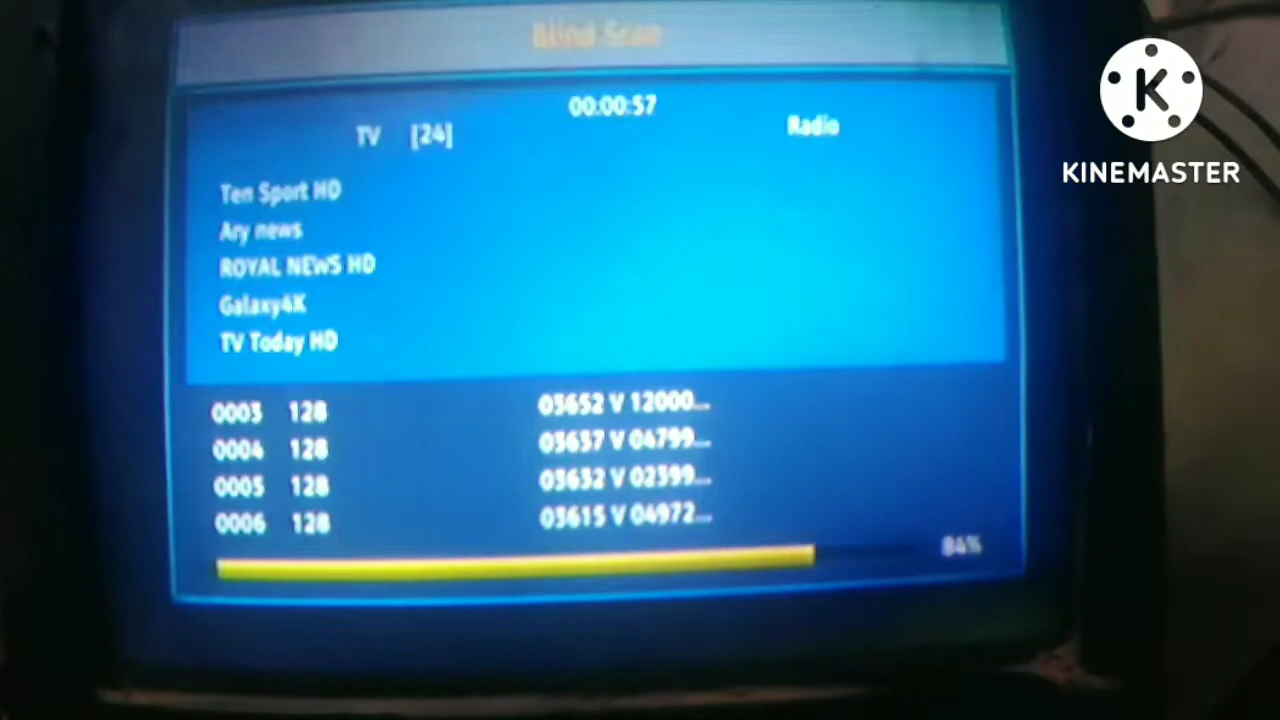 Blind Scan
00:00:57
TV [24] Radio
Ten Sport HD
Ary news
ROYAL NEWS HD
Galaxy4K
TV Today HD
0003 128 03652 V 12000...
0004 128 03637 V 04799...
0005 128 03632 V 02399...
0006 128 03615 V 04972...
84%
K
KINEMASTER